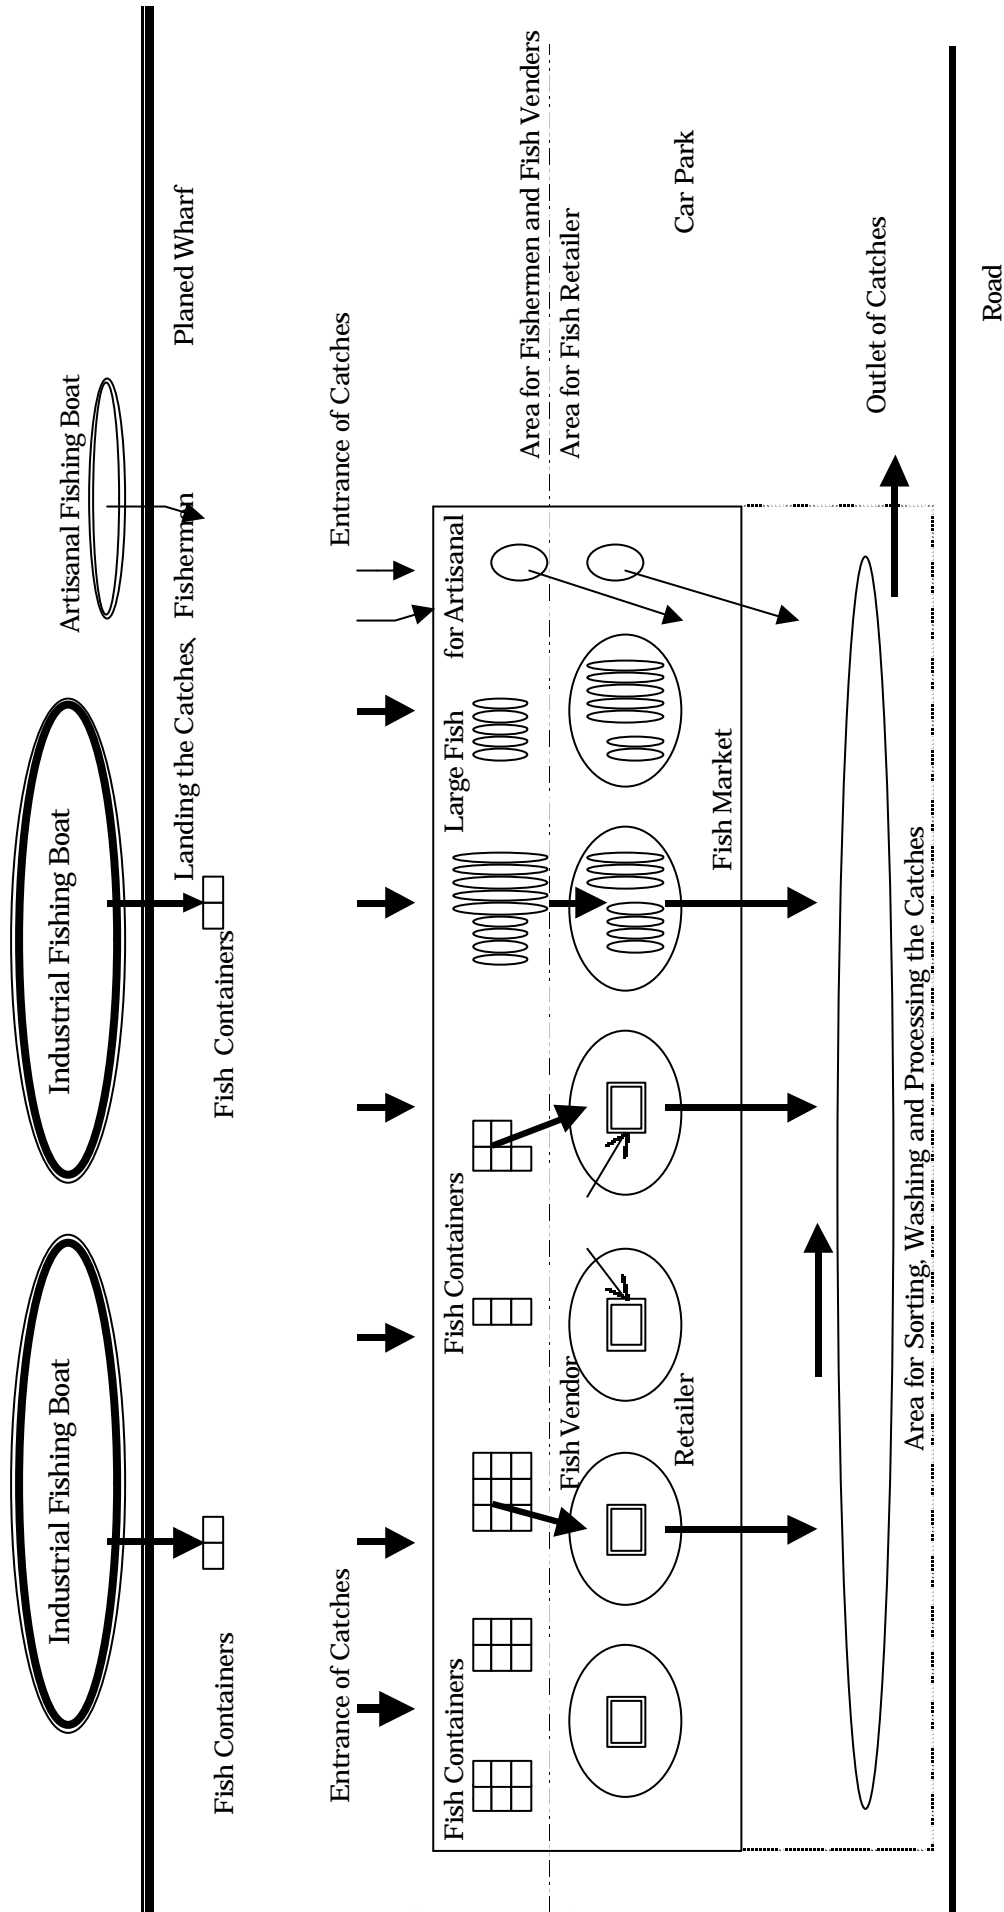 Industrial Fishing Boat
Industrial Fishing Boat
Artisanal Fishing Boat
Landing the Catches、 Fisherman
Planed Wharf
Fish Containers
Fish Containers
Entrance of Catches
Entrance of Catches
Fish Containers
Fish Containers
Large Fish
for Artisanal
Area for Fishermen and Fish Venders
Area for Fish Retailer
Fish Vendor
Retailer
Car Park
Fish Market
Outlet of Catches
Area for Sorting, Washing and Processing the Catches
Road